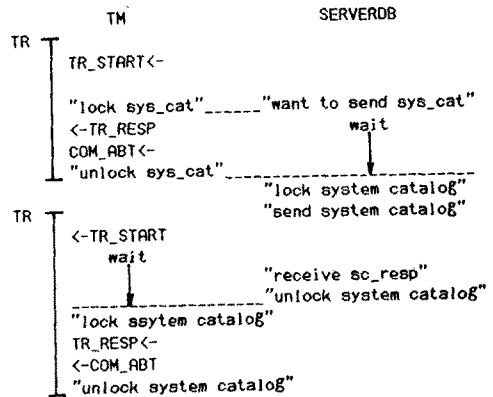 TM SERVERDB
TR
TR_START<-
"lock sys_cat"______"want to send sys_cat"
<-TR_RESP wait
COM_ABT<-
"unlock sys_cat"
"lock system catalog"
"send system catalog"
TR
<-TR_START
wait
"receive sc_resp"
"unlock system catalog"
"lock ssytem catalog"
TR_RESP<-
<-COM_ABT
"unlock system catalog"